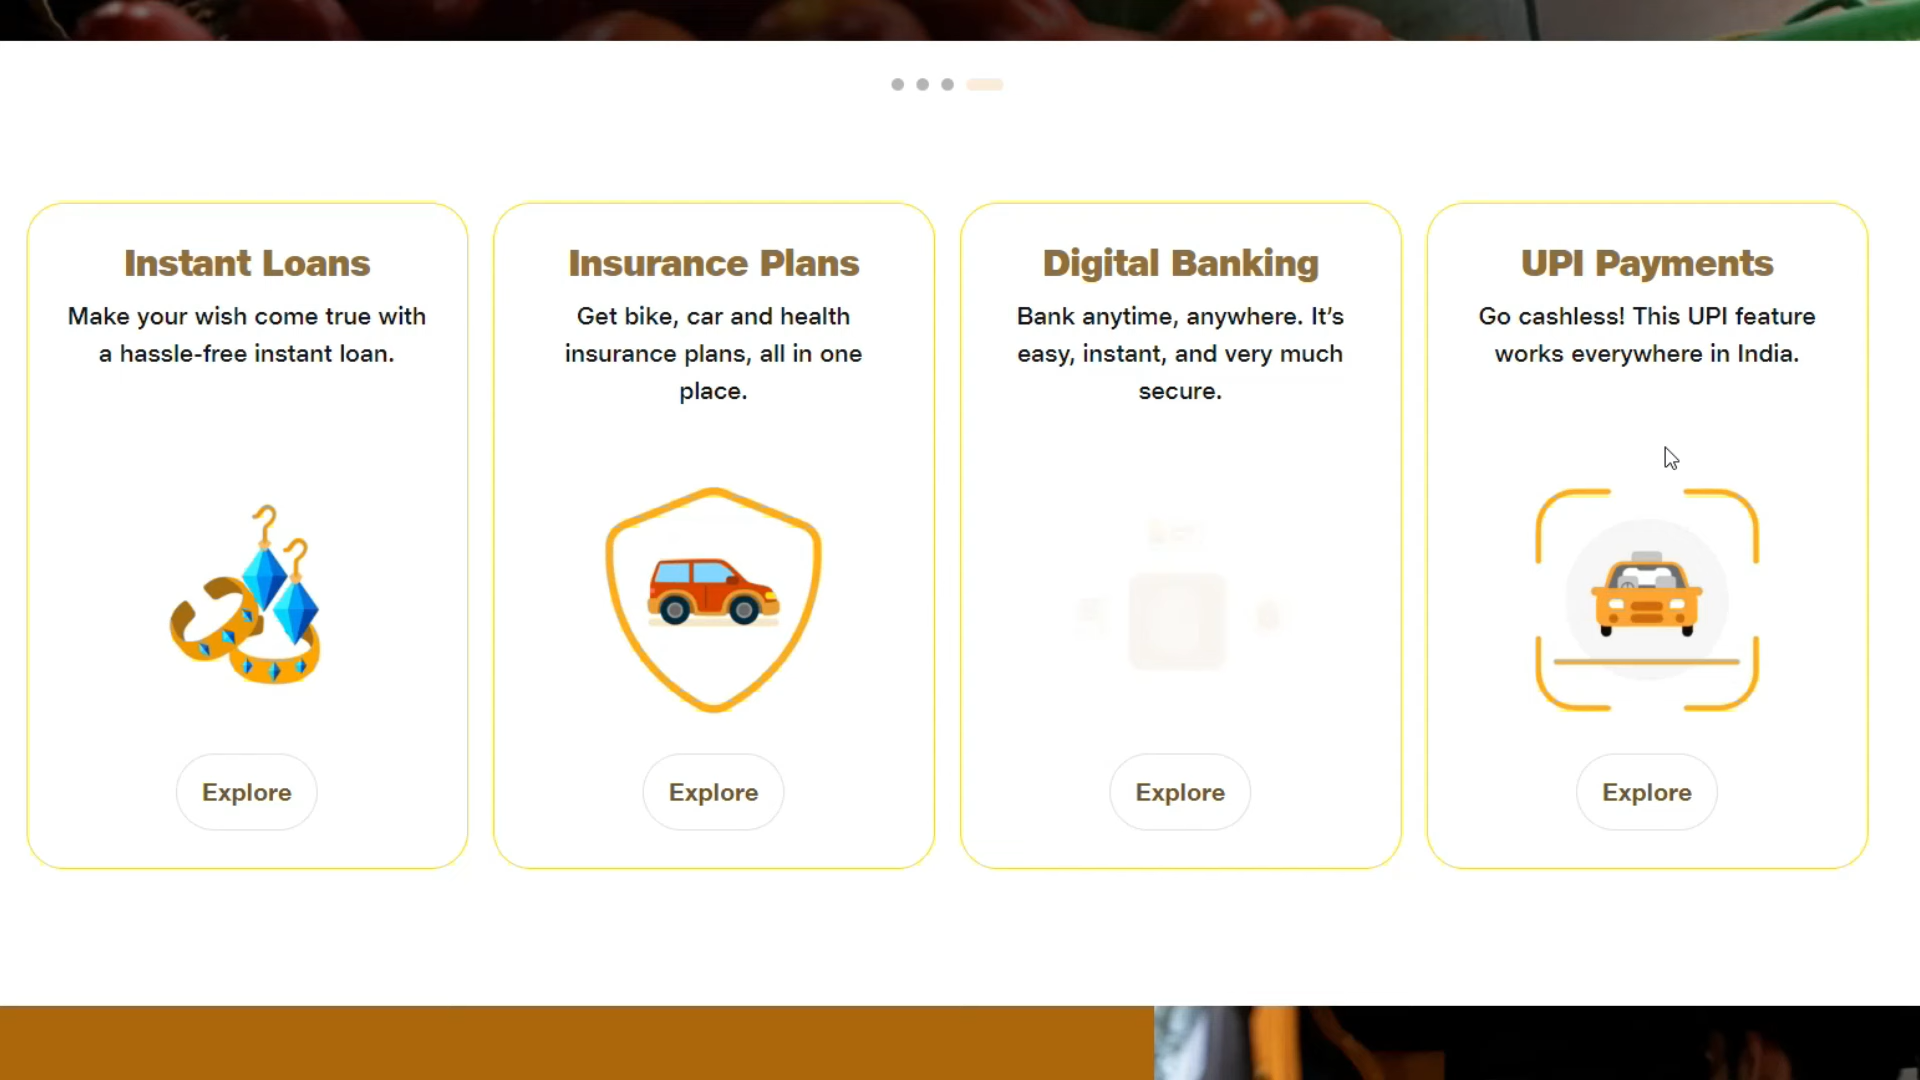 Instant Loans
Make your wish come true with
a hassle-free instant loan.
Explore
Insurance Plans
Get bike, car and health
insurance plans, all in one
place.
Explore
Digital Banking
Bank anytime, anywhere. It’s
easy, instant, and very much
secure.
Explore
UPI Payments
Go cashless! This UPI feature
works everywhere in India.
Explore